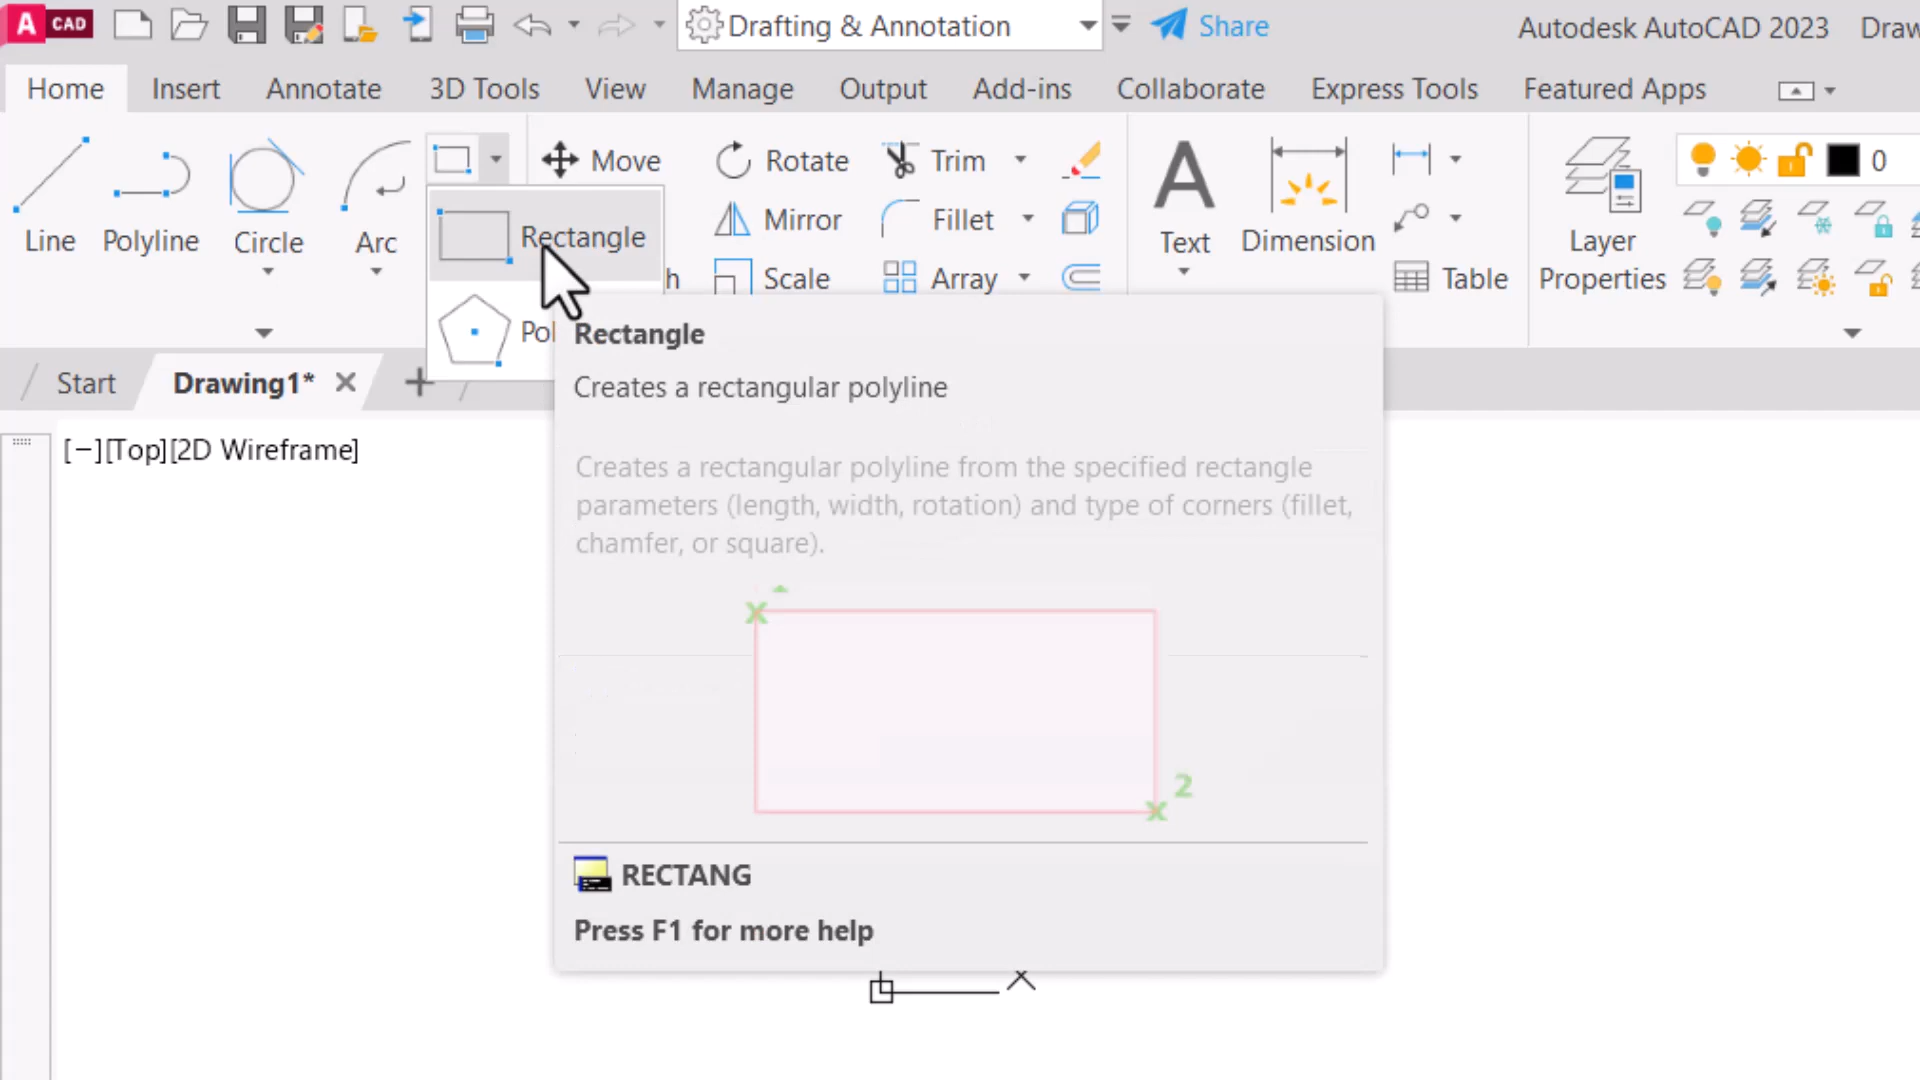 A CAD
Drafting & Annotation
Share
Autodesk AutoCAD 2023
Home Insert Annotate 3D Tools View Manage Output Add-ins Collaborate Express Tools Featured Apps
Move Rotate Trim
Rectangle Mirror Fillet
Line Polyline Circle Arc
h Scale Array
Text Dimension Table
Layer
Properties
0
Pol
Start Drawing1*
Rectangle
Creates a rectangular polyline
[−][Top][2D Wireframe]
Creates a rectangular polyline from the specified rectangle
parameters (length, width, rotation) and type of corners (fillet,
chamfer, or square).
2
RECTANG
Press F1 for more help
X